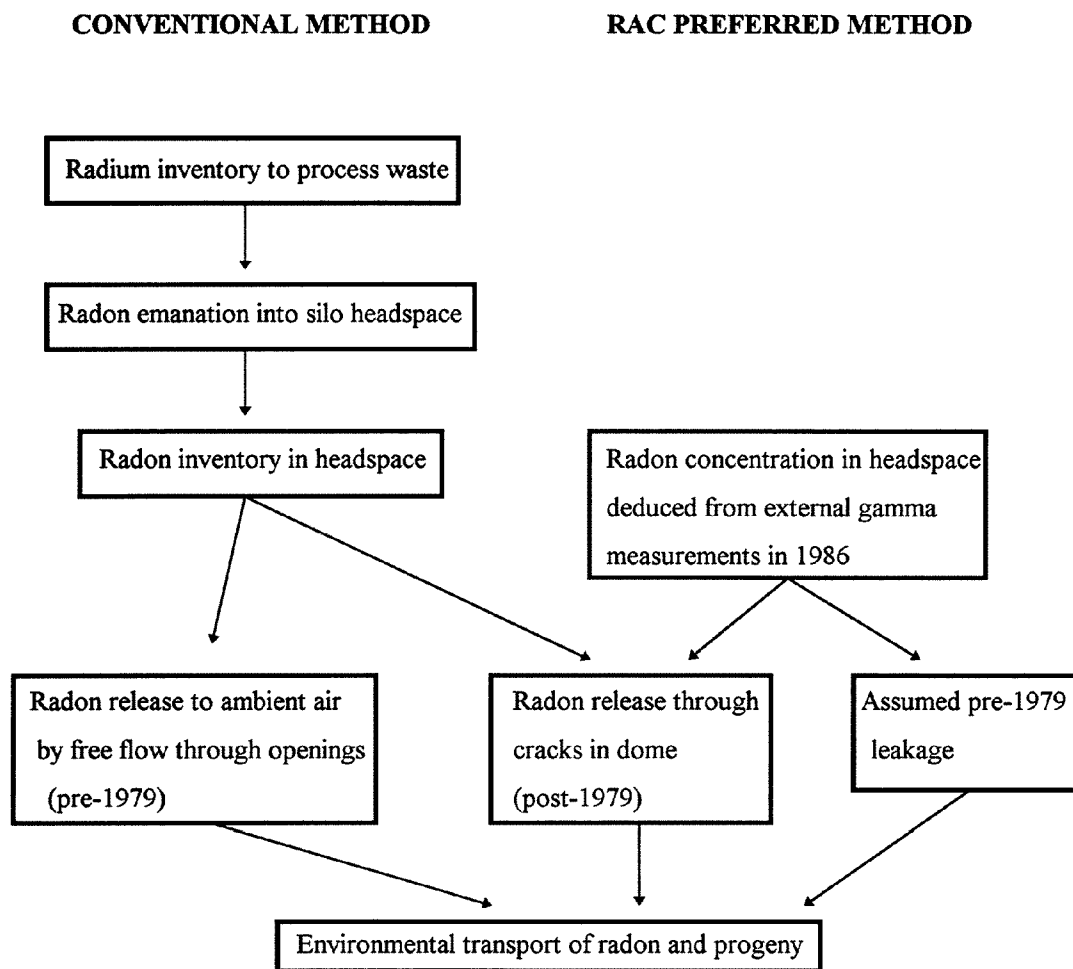 CONVENTIONAL METHOD
RAC PREFERRED METHOD
Radium inventory to process waste
Radon emanation into silo headspace
Radon inventory in headspace
Radon concentration in headspace
deduced from external gamma
measurements in 1986
Radon release to ambient air
by free flow through openings
(pre-1979)
Radon release through
cracks in dome
(post-1979)
Assumed pre-1979
leakage
Environmental transport of radon and progeny